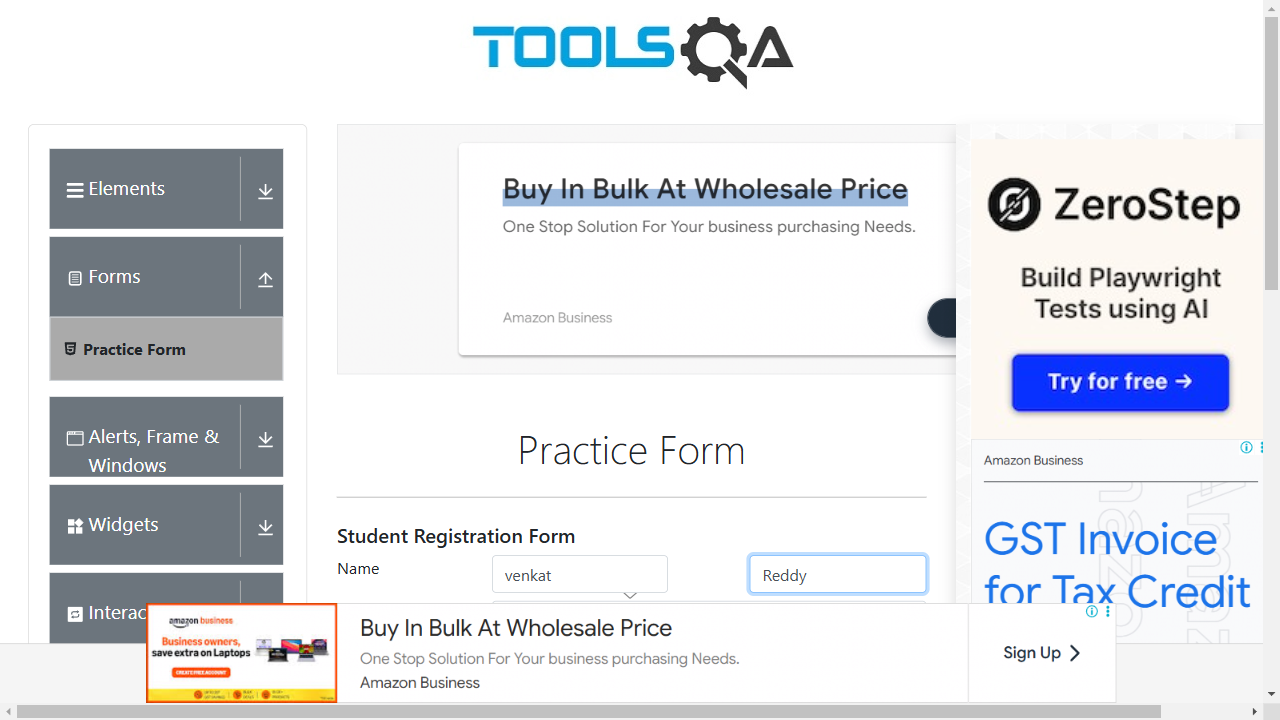 TOOLSQA
Elements
Forms
Practice Form
Alerts, Frame &
Windows
Widgets
Interac
Buy In Bulk At Wholesale Price
One Stop Solution For Your business purchasing Needs.
Amazon Business
ZeroStep
Build Playwright
Tests using AI
Try for free →
Amazon Business
GST Invoice
for Tax Credit
Practice Form
Student Registration Form
Name
venkat
Reddy
amazon business
Business owners,
save extra on Laptops
CREATE FREE ACCOUNT
Buy In Bulk At Wholesale Price
One Stop Solution For Your Business purchasing Needs.
Amazon Business
Sign Up